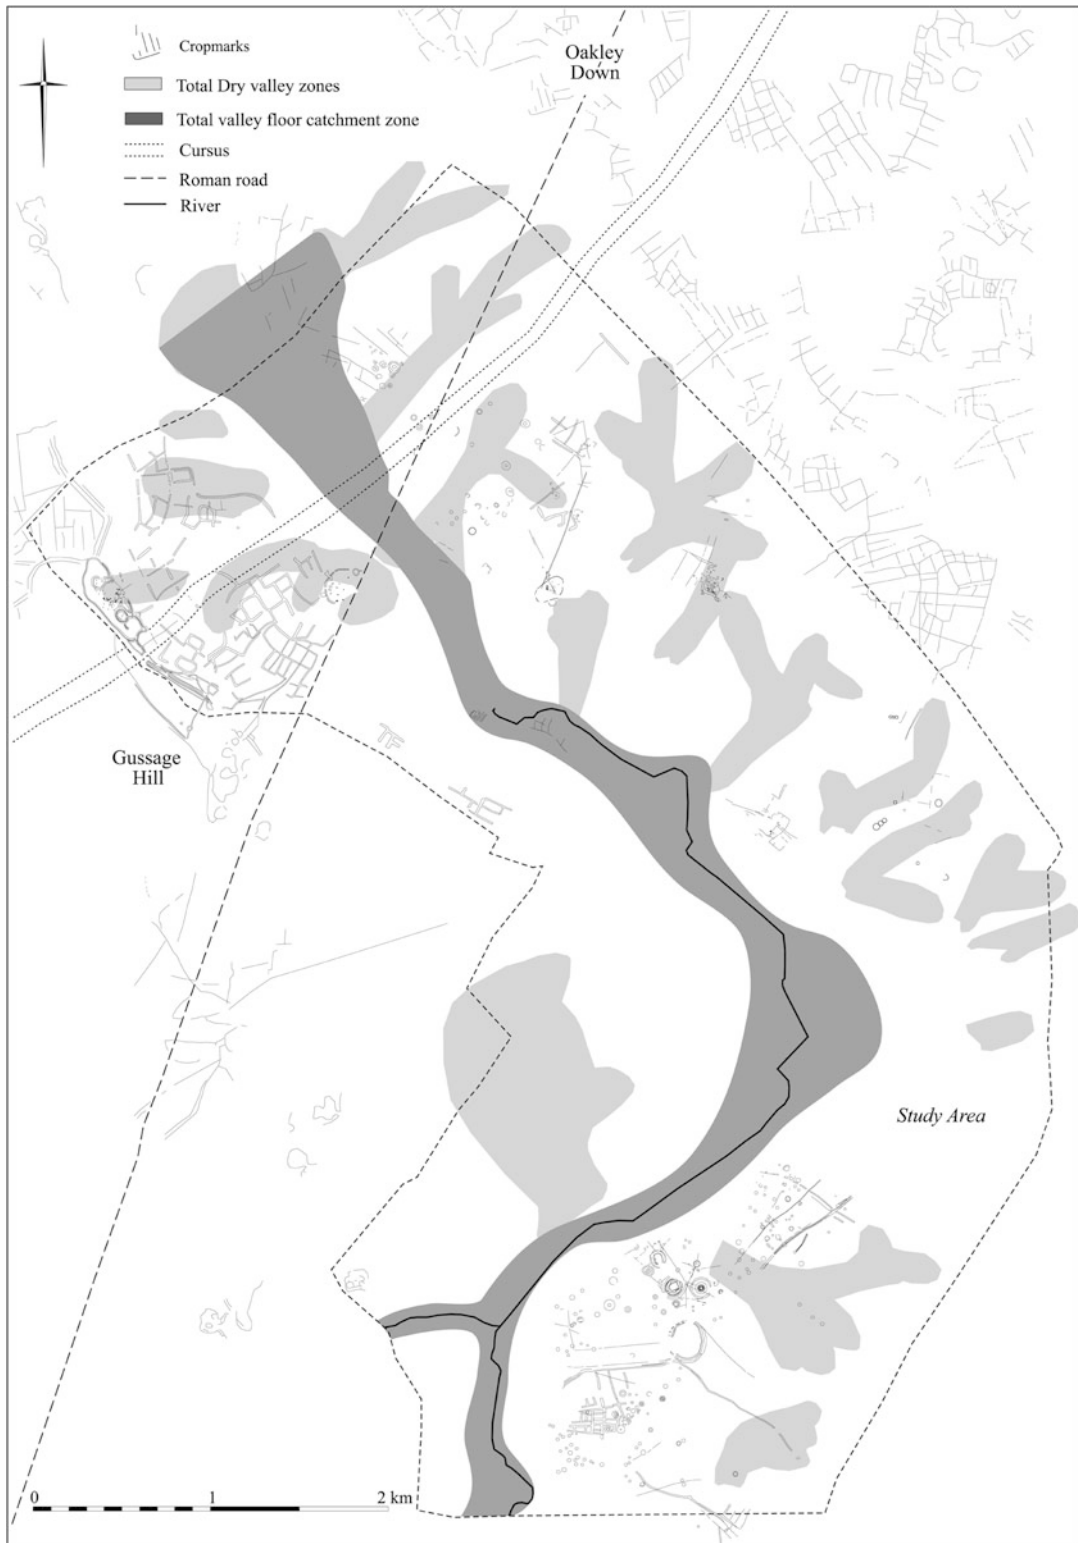 Cropmarks
Total Dry valley zones
Total valley floor catchment zone
Cursus
Roman road
River
Oakley
Down
Gussage
Hill
Study Area
0
1
2 km